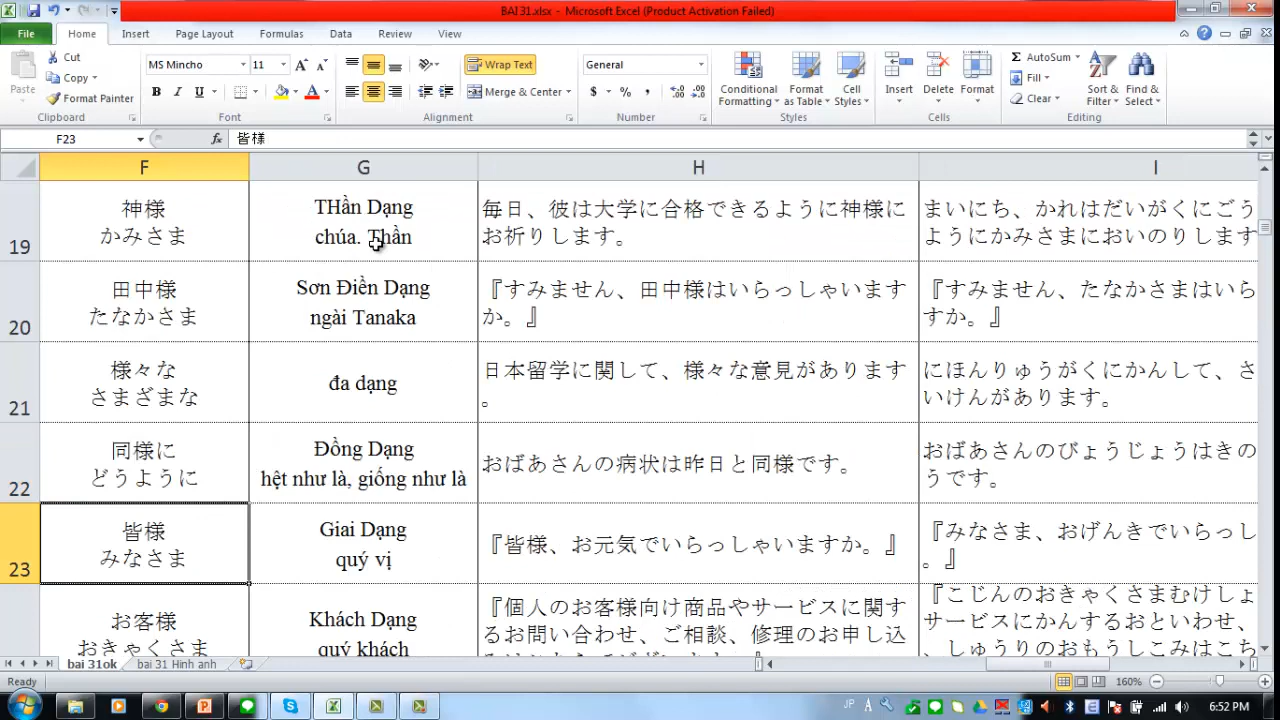 BAI 31.xlsx - Microsoft Excel (Product Activation Failed)
File Home Insert Page Layout Formulas Data Review View
Cut
Copy
Format Painter
Paste
Clipboard
MS Mincho 11
B I U
Font
Wrap Text
Merge & Center
Alignment
General
$ % ,
Number
Conditional Formatting
Format as Table
Cell Styles
Styles
Insert Delete Format
Cells
AutoSum
Fill
Clear
Sort & Filter
Find & Select
Editing
F23 fx 皆様
F G H I
19
神様
かみさま
THần Dạng
chúa. Thần
毎日、彼は大学に合格できるように神様に
お祈りします。
まいにち、かれはだいがくにごう
ようにかみさまにおいのりします
20
田中様
たなかさま
Sơn Điền Dạng
ngài Tanaka
『すみません、田中様はいらっしゃいます
か。』
『すみません、たなかさまはいら
すか。』
21
様々な
さまざまな
đa dạng
日本留学に関して、様々な意見があります
。
にほんりゅうがくにかんして、さ
いけんがあります。
22
同様に
どうように
Đồng Dạng
hệt như là, giống như là
おばあさんの病状は昨日と同様です。
おばあさんのびょうじょうはきの
うです。
23
皆様
みなさま
Giai Dạng
quý vị
『皆様、お元気でいらっしゃいますか。』
『みなさま、おげんきでいらっし
。』
お客様
おきゃくさま
Khách Dạng
quý khách
『個人のお客様向け商品やサービスに関す
るお問い合わせ、ご相談、修理のお申し込
『こじんのおきゃくさまむけしょ
サービスにかんするおといわせ、
、しゅうりのおもうしこみはこち
bai 31ok bai 31 Hinh anh
Ready 160%
JP A 6:52 PM